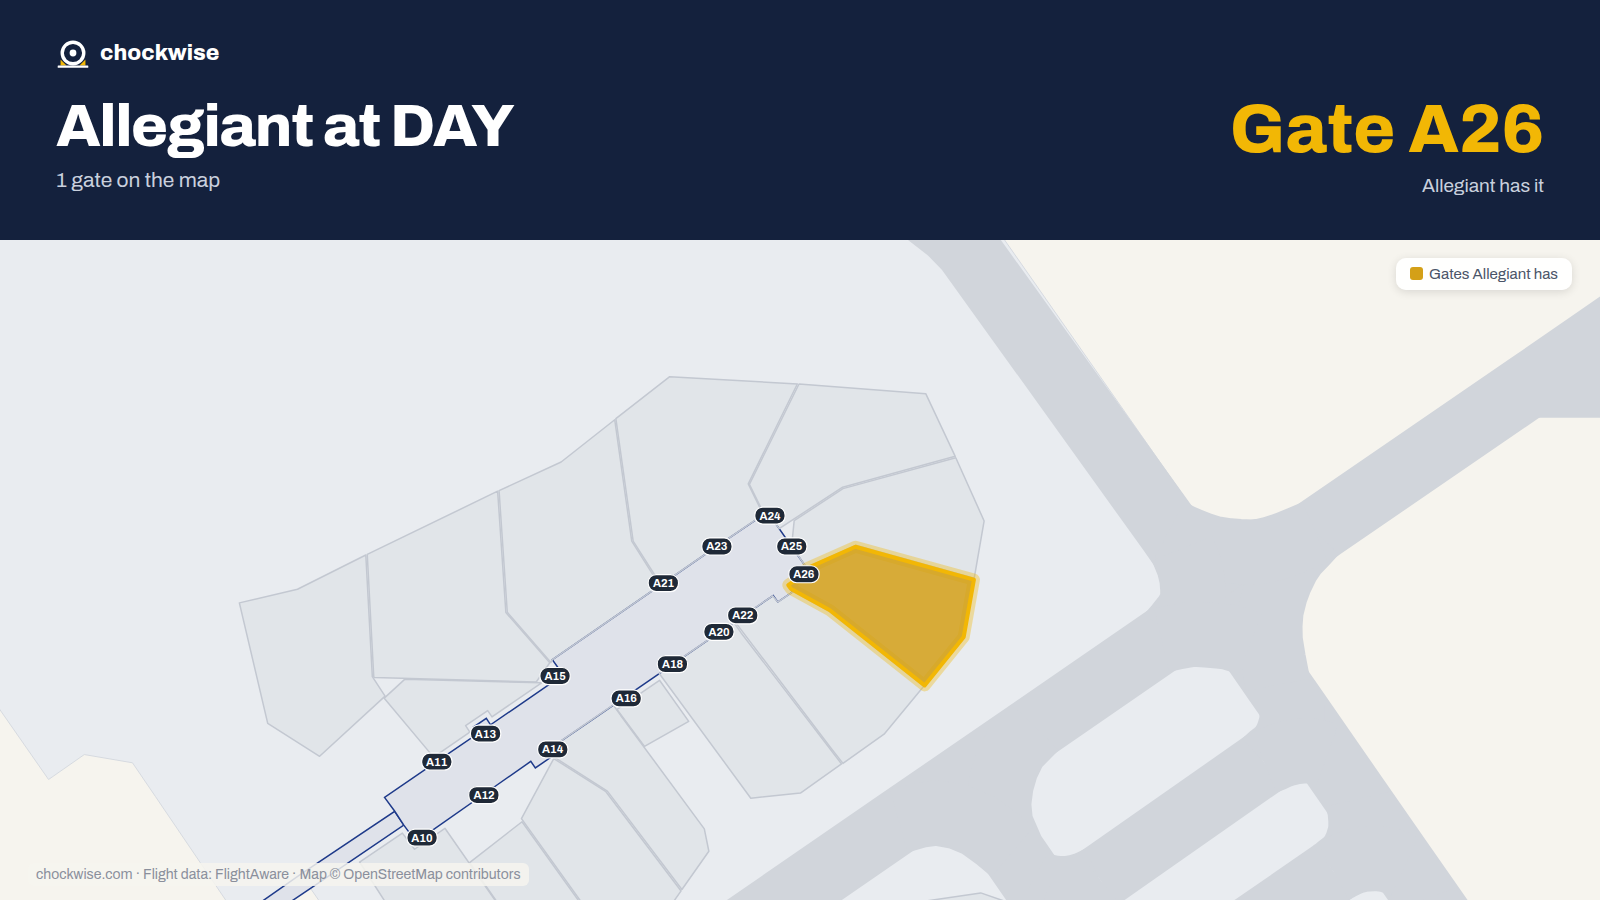 chockwise
Allegiant at DAY
1 gate on the map
Gate A26
Allegiant has it
Gates Allegiant has
A24
A23
A25
A26
A21
A22
A20
A18
A15
A16
A13
A14
A11
A12
A10
chockwise.com · Flight data: FlightAware · Map © OpenStreetMap contributors